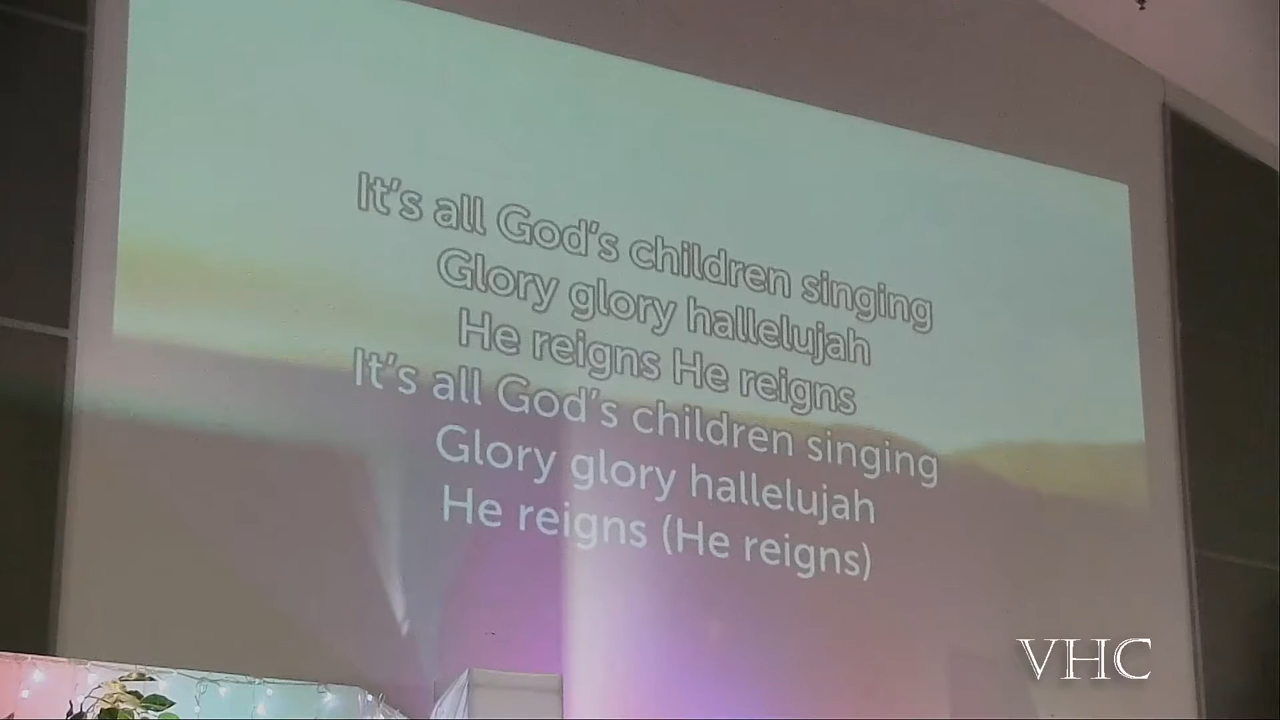 It's all God's children singing
Glory glory hallelujah
He reigns He reigns
It's all God's children singing
Glory glory hallelujah
He reigns (He reigns)
VHC